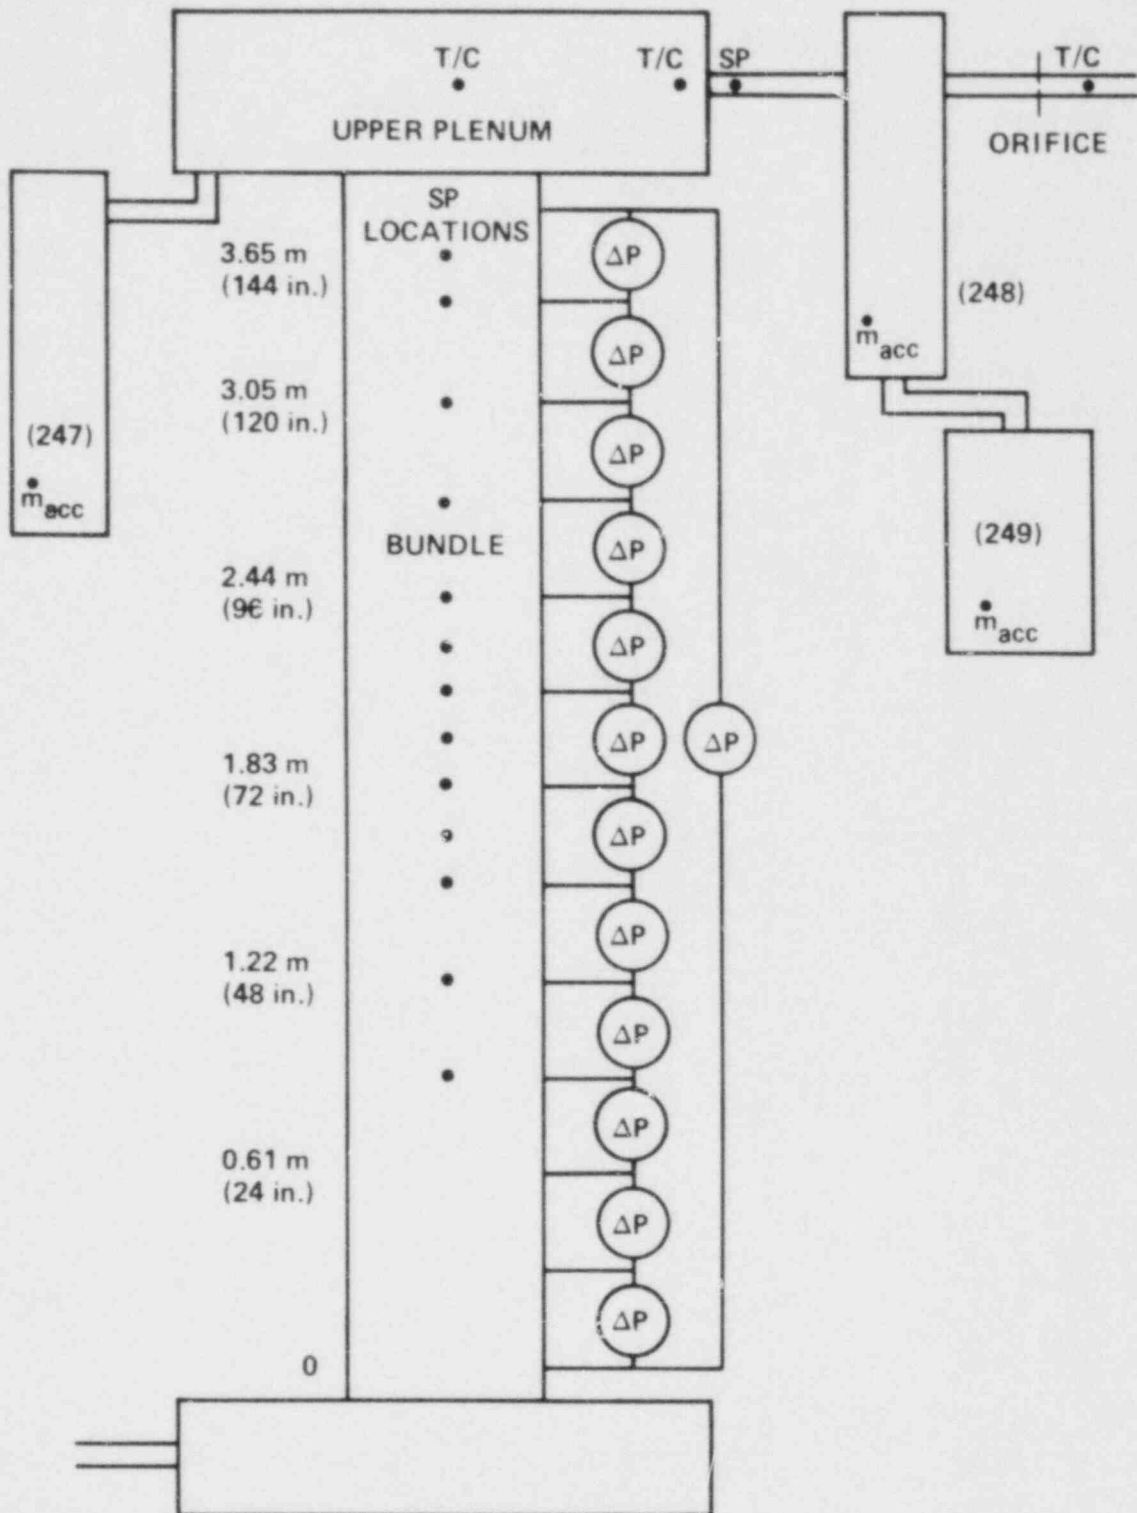 T/C
T/C
SP
T/C
UPPER PLENUM
ORIFICE
SP
LOCATIONS
3.65 m
(144 in.)
ΔP
(248)
ṁacc
ΔP
3.05 m
(120 in.)
(247)
ṁacc
ΔP
BUNDLE
ΔP
(249)
ṁacc
2.44 m
(96 in.)
ΔP
ΔP
ΔP
1.83 m
(72 in.)
ΔP
ΔP
1.22 m
(48 in.)
ΔP
ΔP
0.61 m
(24 in.)
ΔP
ΔP
0